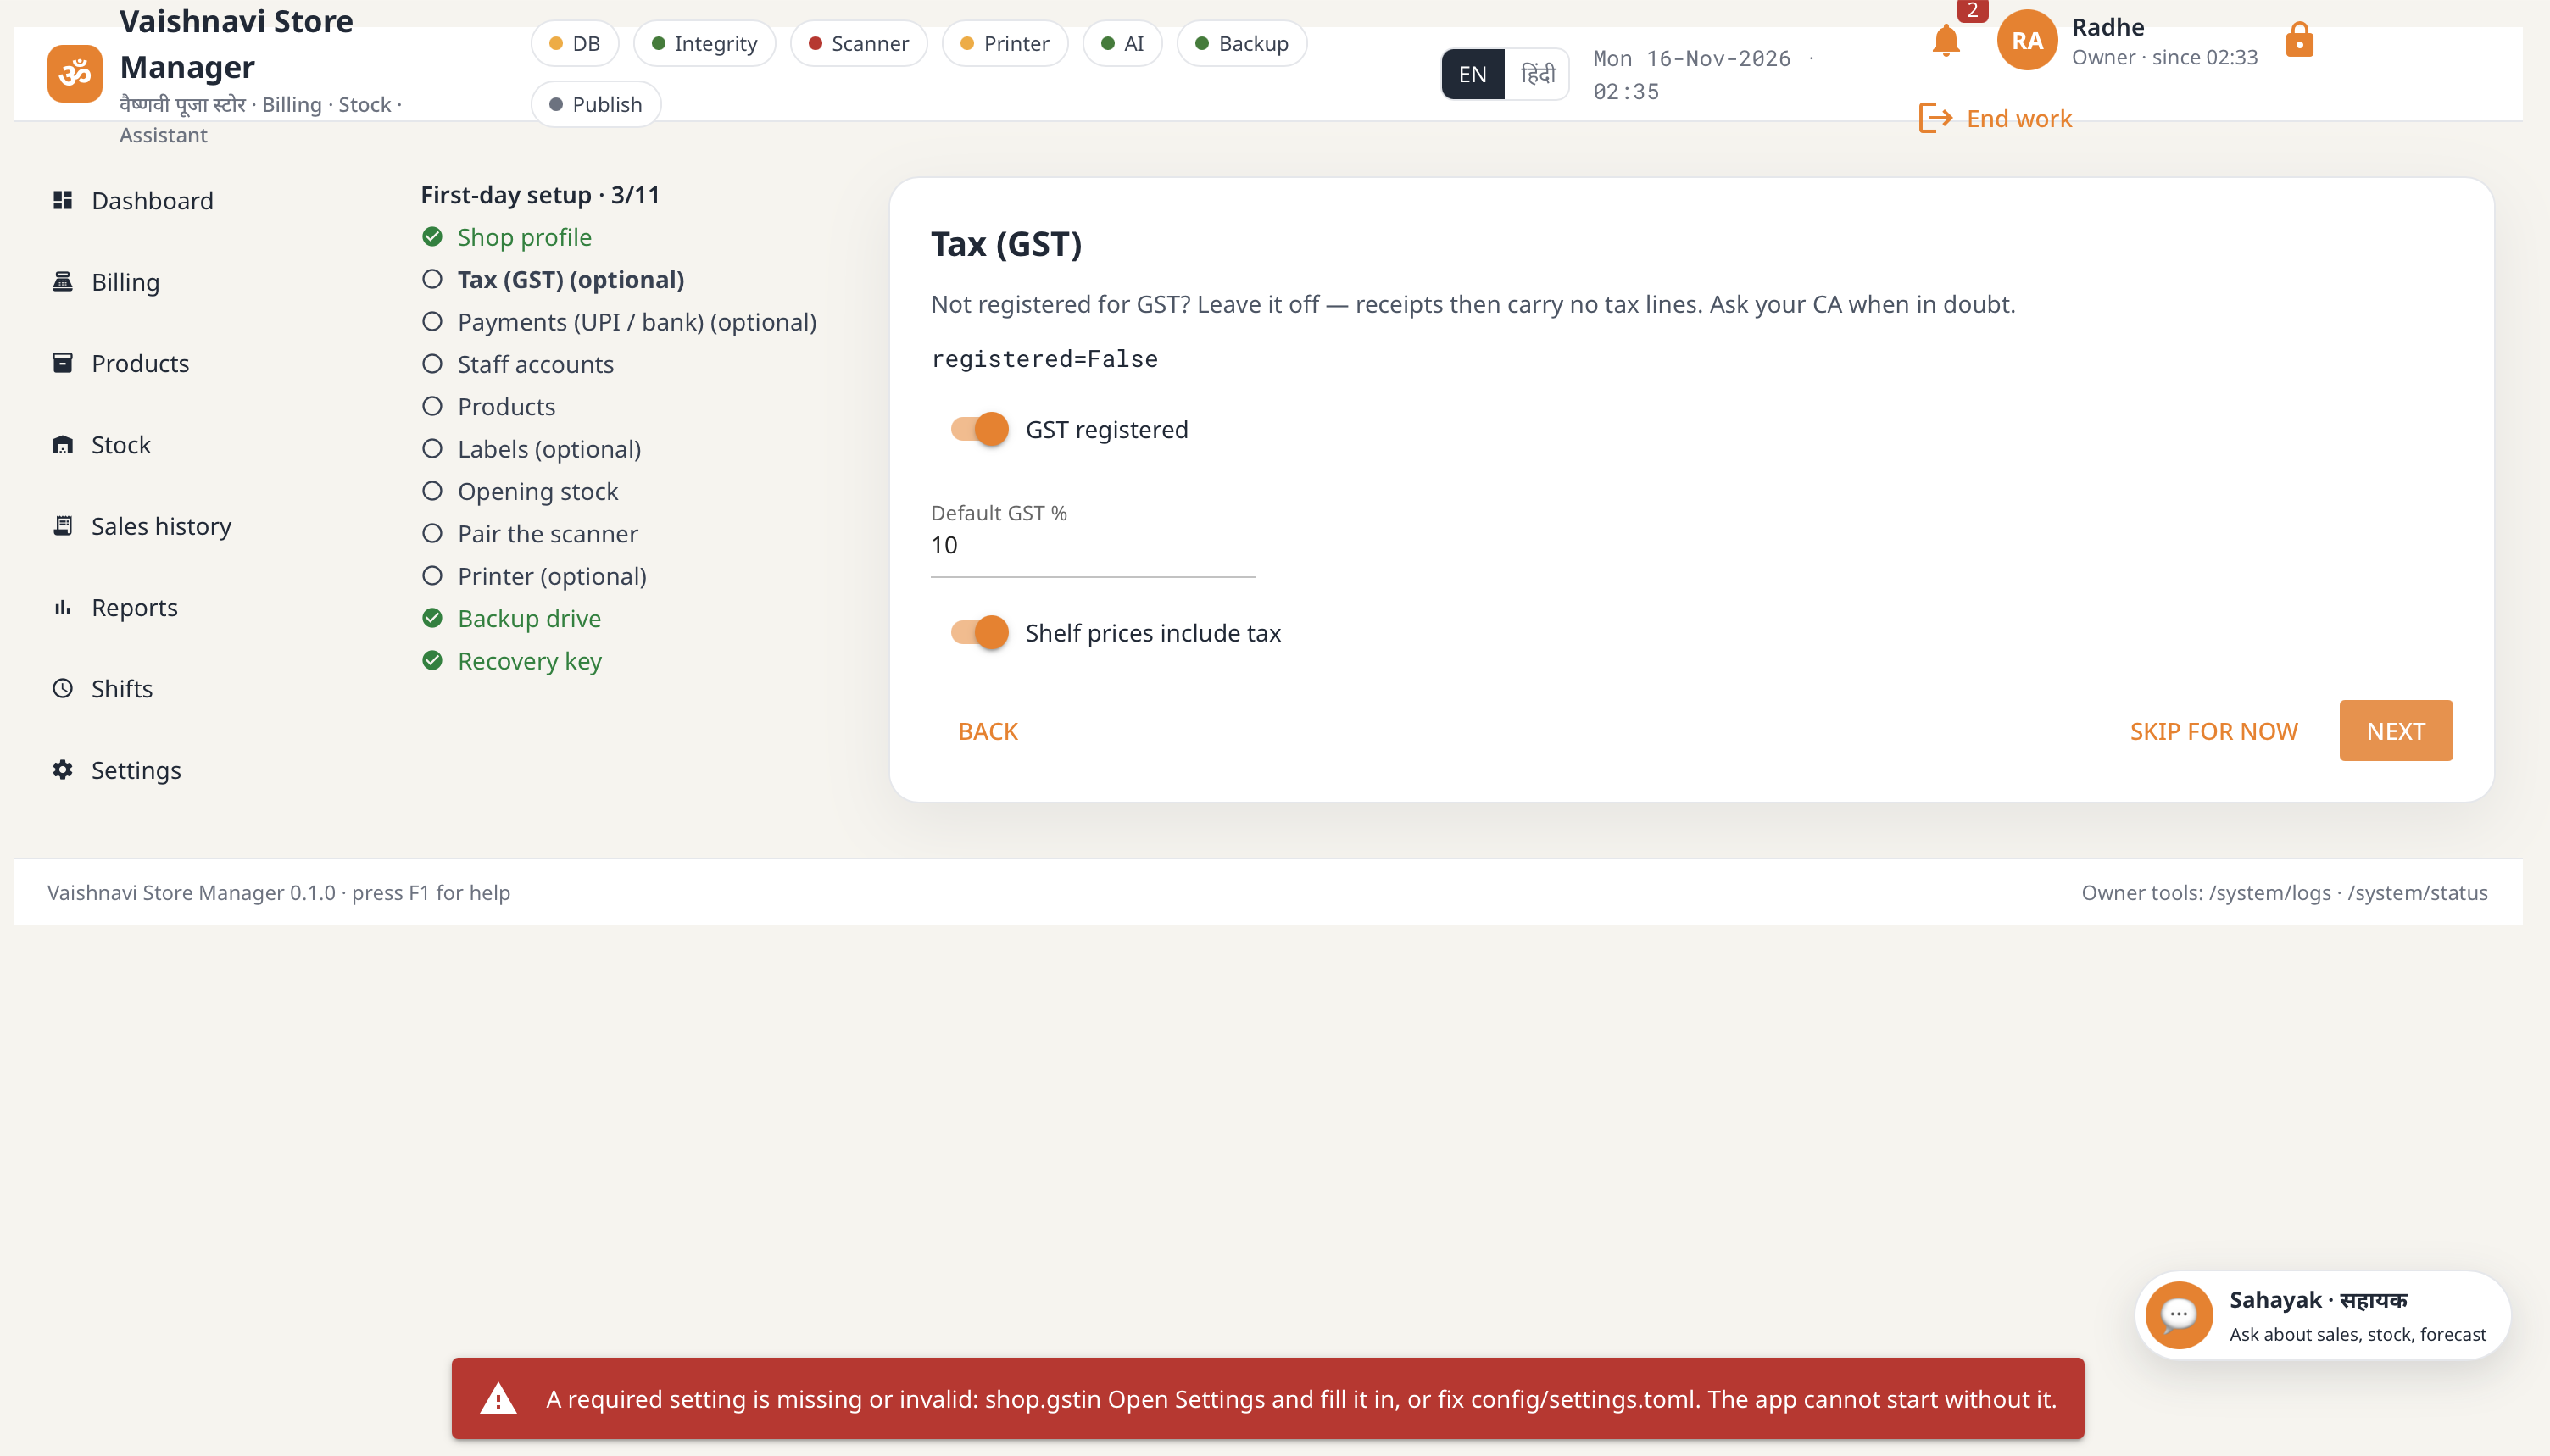 Vaishnavi Store
Manager
वैष्णवी पूजा स्टोर · Billing · Stock ·
Assistant
ॐ
DB
Integrity
Scanner
Printer
AI
Backup
Publish
EN
हिंदी
Mon 16-Nov-2026 ·
02:35
2
RA
Radhe
Owner · since 02:33
End work
Dashboard
Billing
Products
Stock
Sales history
Reports
Shifts
Settings
First-day setup · 3/11
Shop profile
Tax (GST) (optional)
Payments (UPI / bank) (optional)
Staff accounts
Products
Labels (optional)
Opening stock
Pair the scanner
Printer (optional)
Backup drive
Recovery key
Tax (GST)
Not registered for GST? Leave it off — receipts then carry no tax lines. Ask your CA when in doubt.
registered=False
GST registered
Default GST %
10
Shelf prices include tax
BACK
SKIP FOR NOW
NEXT
Vaishnavi Store Manager 0.1.0 · press F1 for help
Owner tools: /system/logs · /system/status
Sahayak · सहायक
Ask about sales, stock, forecast
A required setting is missing or invalid: shop.gstin Open Settings and fill it in, or fix config/settings.toml. The app cannot start without it.